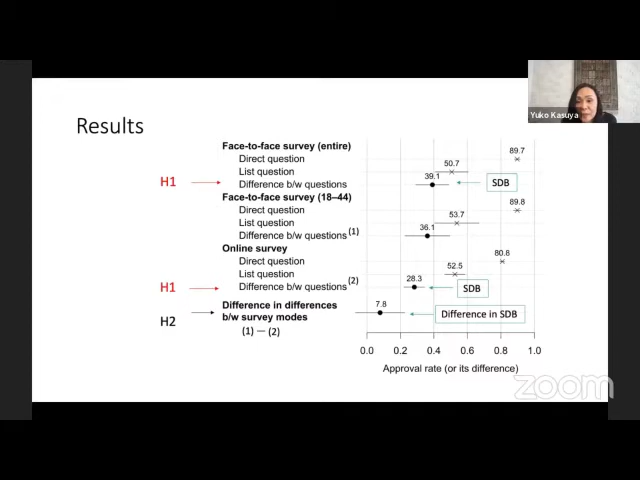 Yuko Kasuya
Results
Face-to-face survey (entire)
Direct question 89.7
List question 50.7
H1 Difference b/w questions 39.1 SDB
Face-to-face survey (18–44)
Direct question 89.8
List question 53.7
Difference b/w questions (1) 36.1
Online survey
Direct question 80.8
List question 52.5
H1 Difference b/w questions (2) 28.3 SDB
Difference in differences 7.8
H2 b/w survey modes Difference in SDB
(1) — (2)
0.0 0.2 0.4 0.6 0.8 1.0
Approval rate (or its difference)
zoom